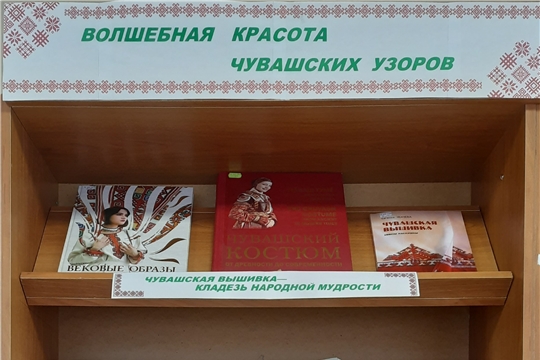 ВОЛШЕБНАЯ КРАСОТА
ЧУВАШСКИХ УЗОРОВ
ВЕКОВЫЕ ОБРАЗЫ
ЧУВАШСКИЙ
КОСТЮМ
ЧУВАШСКАЯ
ВЫШИВКА
ЧУВАШСКАЯ ВЫШИВКА—
КЛАДЕЗЬ НАРОДНОЙ МУДРОСТИ